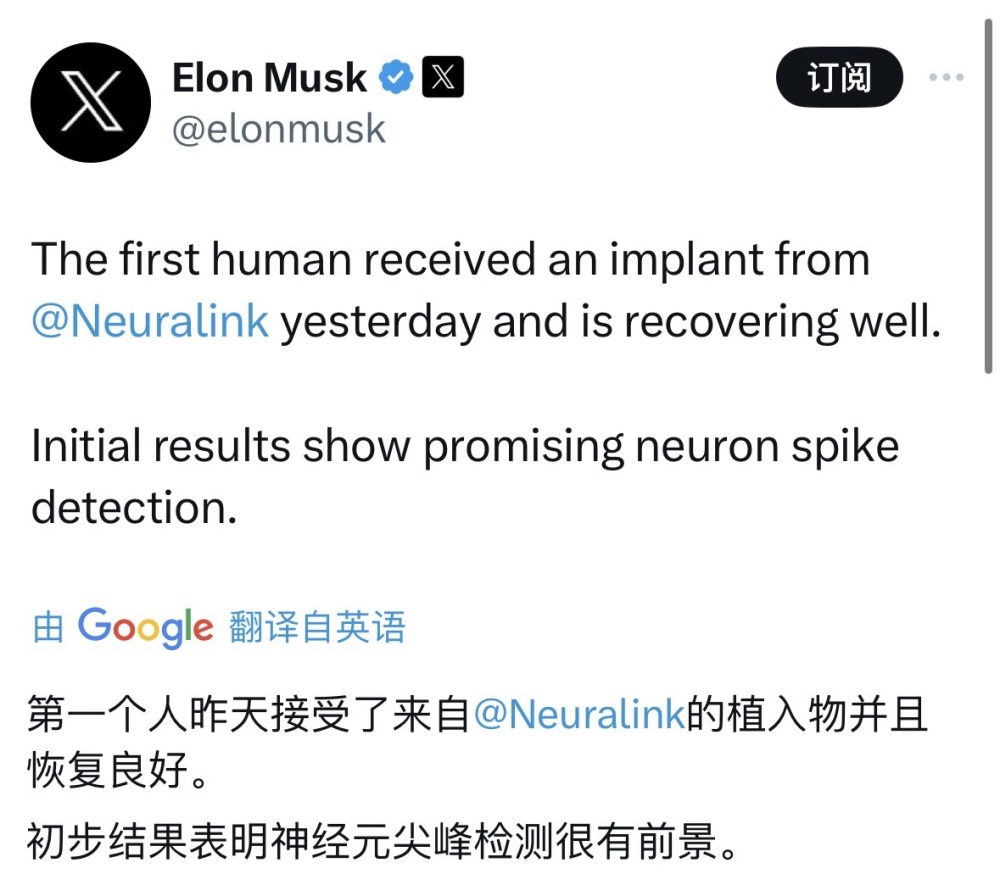 Elon Musk
订阅
@elonmusk
The first human received an implant from
@Neuralink yesterday and is recovering well.
Initial results show promising neuron spike
detection.
由 Google 翻译自英语
第一个人昨天接受了来自@Neuralink的植入物并且
恢复良好。
初步结果表明神经元尖峰检测很有前景。